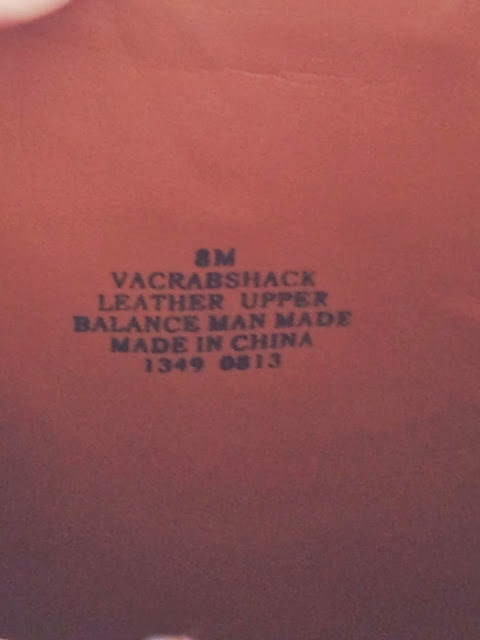 8M
VACRABSHACK
LEATHER UPPER
BALANCE MAN MADE
MADE IN CHINA
1349 0813